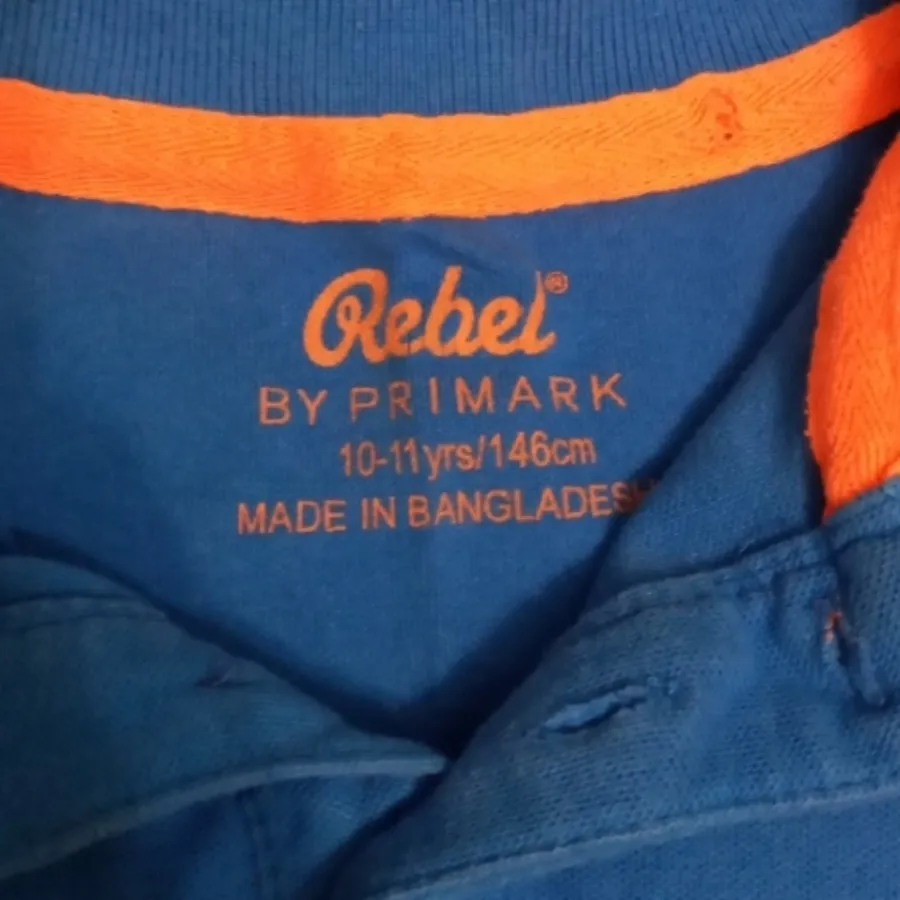 Rebel®
BY PRIMARK
10-11yrs/146cm
MADE IN BANGLADESH